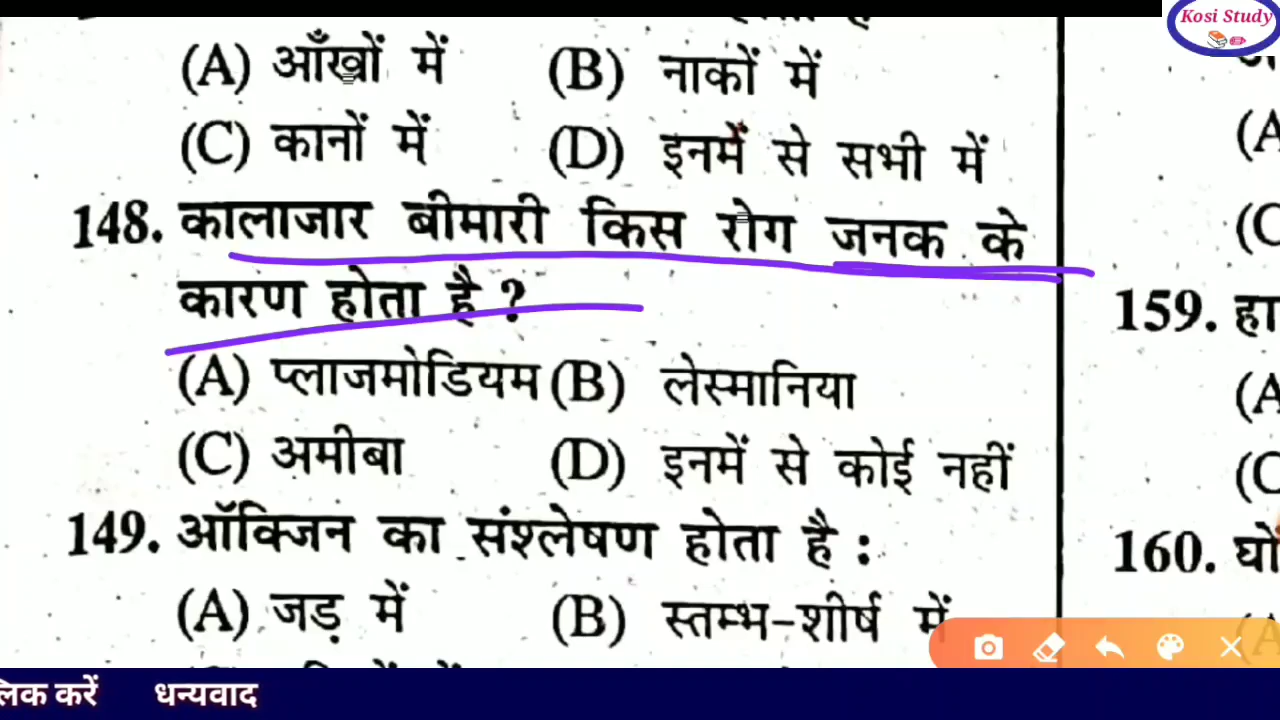 Kosi Study
(A) आँखों में (B) नाकों में
(C) कानों में (D) इनमें से सभी में
148. कालाजार बीमारी किस रोग जनक के
कारण होता है ?
(A) प्लाजमोडियम (B) लेस्मानिया
(C) अमीबा (D) इनमें से कोई नहीं
149. ऑक्जिन का संश्लेषण होता है :
(A) जड़ में (B) स्तम्भ-शीर्ष में
(A
(C
159. हा
(A
(C
160. घो
(A
क करें धन्यवाद